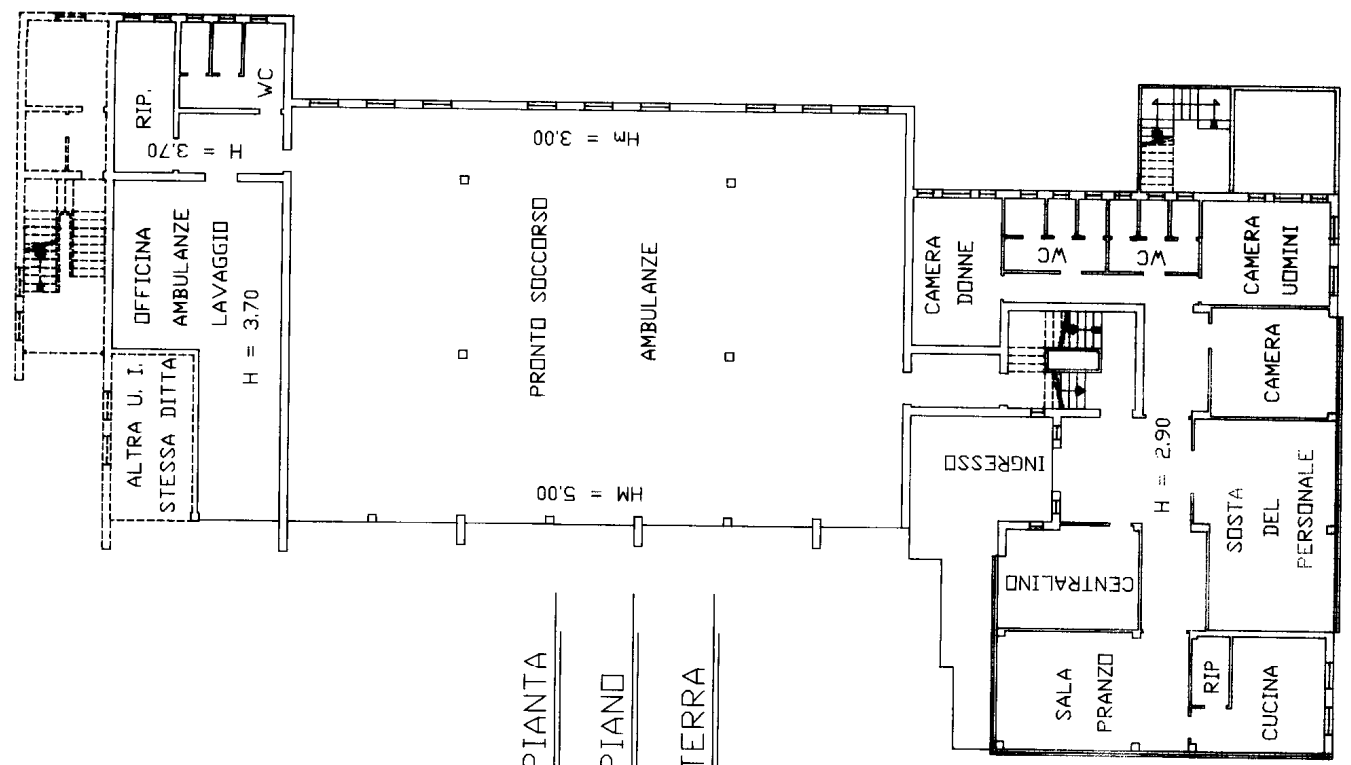 RIP.
WC
H = 3.70
OFFICINA
AMBULANZE
LAVAGGIO
H = 3.70
ALTRA U. I.
STESSA DITTA
Hm = 3.00
PRONTO SOCCORSO
AMBULANZE
HM = 5.00
CAMERA
DONNE
WC
WC
CAMERA
UOMINI
CAMERA
INGRESSO
H = 2.90
SOSTA
DEL
PERSONALE
CENTRALINO
SALA
PRANZO
RIP
CUCINA
PIANTA
PIANO
TERRA